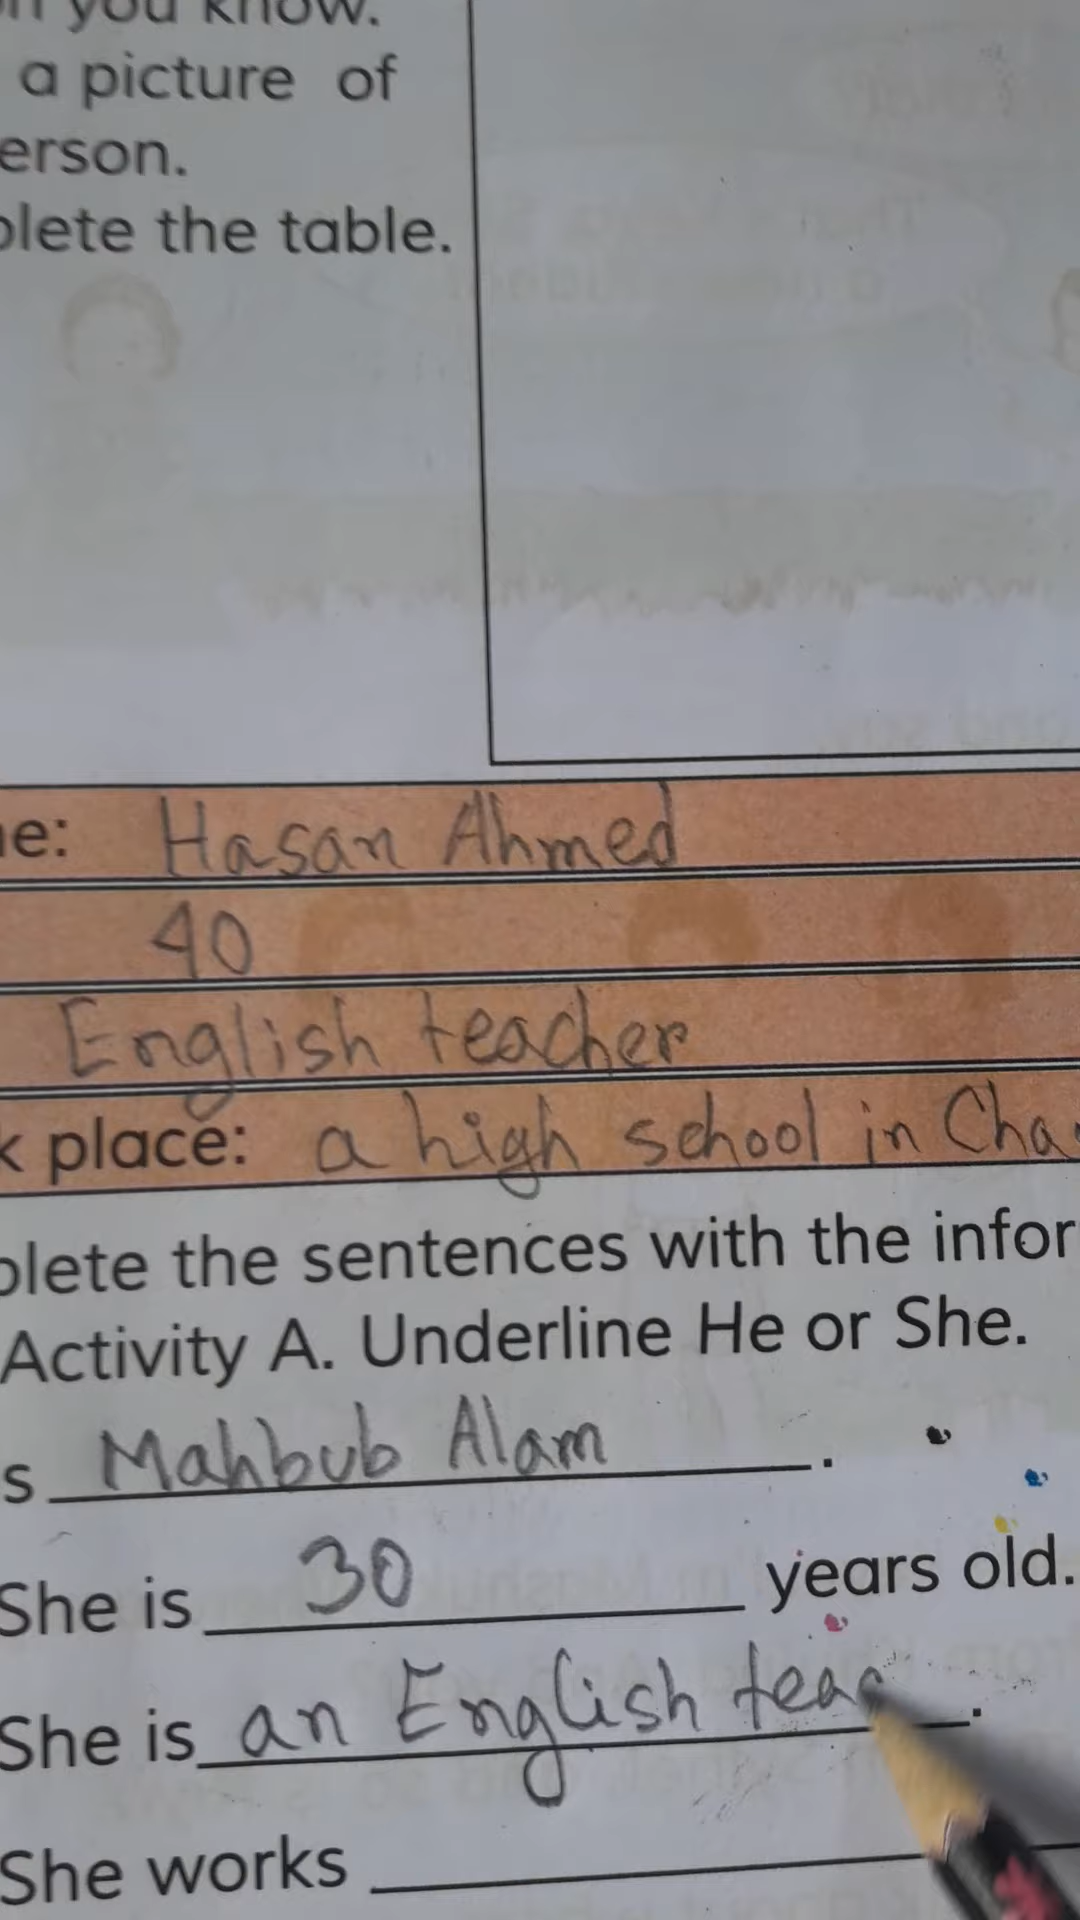 you know.
a picture of
erson.
plete the table.
e: Hasan Ahmed
40
English teacher
k place: a high school in Cha
plete the sentences with the infor
Activity A. Underline He or She.
s Mahbub Alam .
She is 30 years old.
She is an English teac .
She works